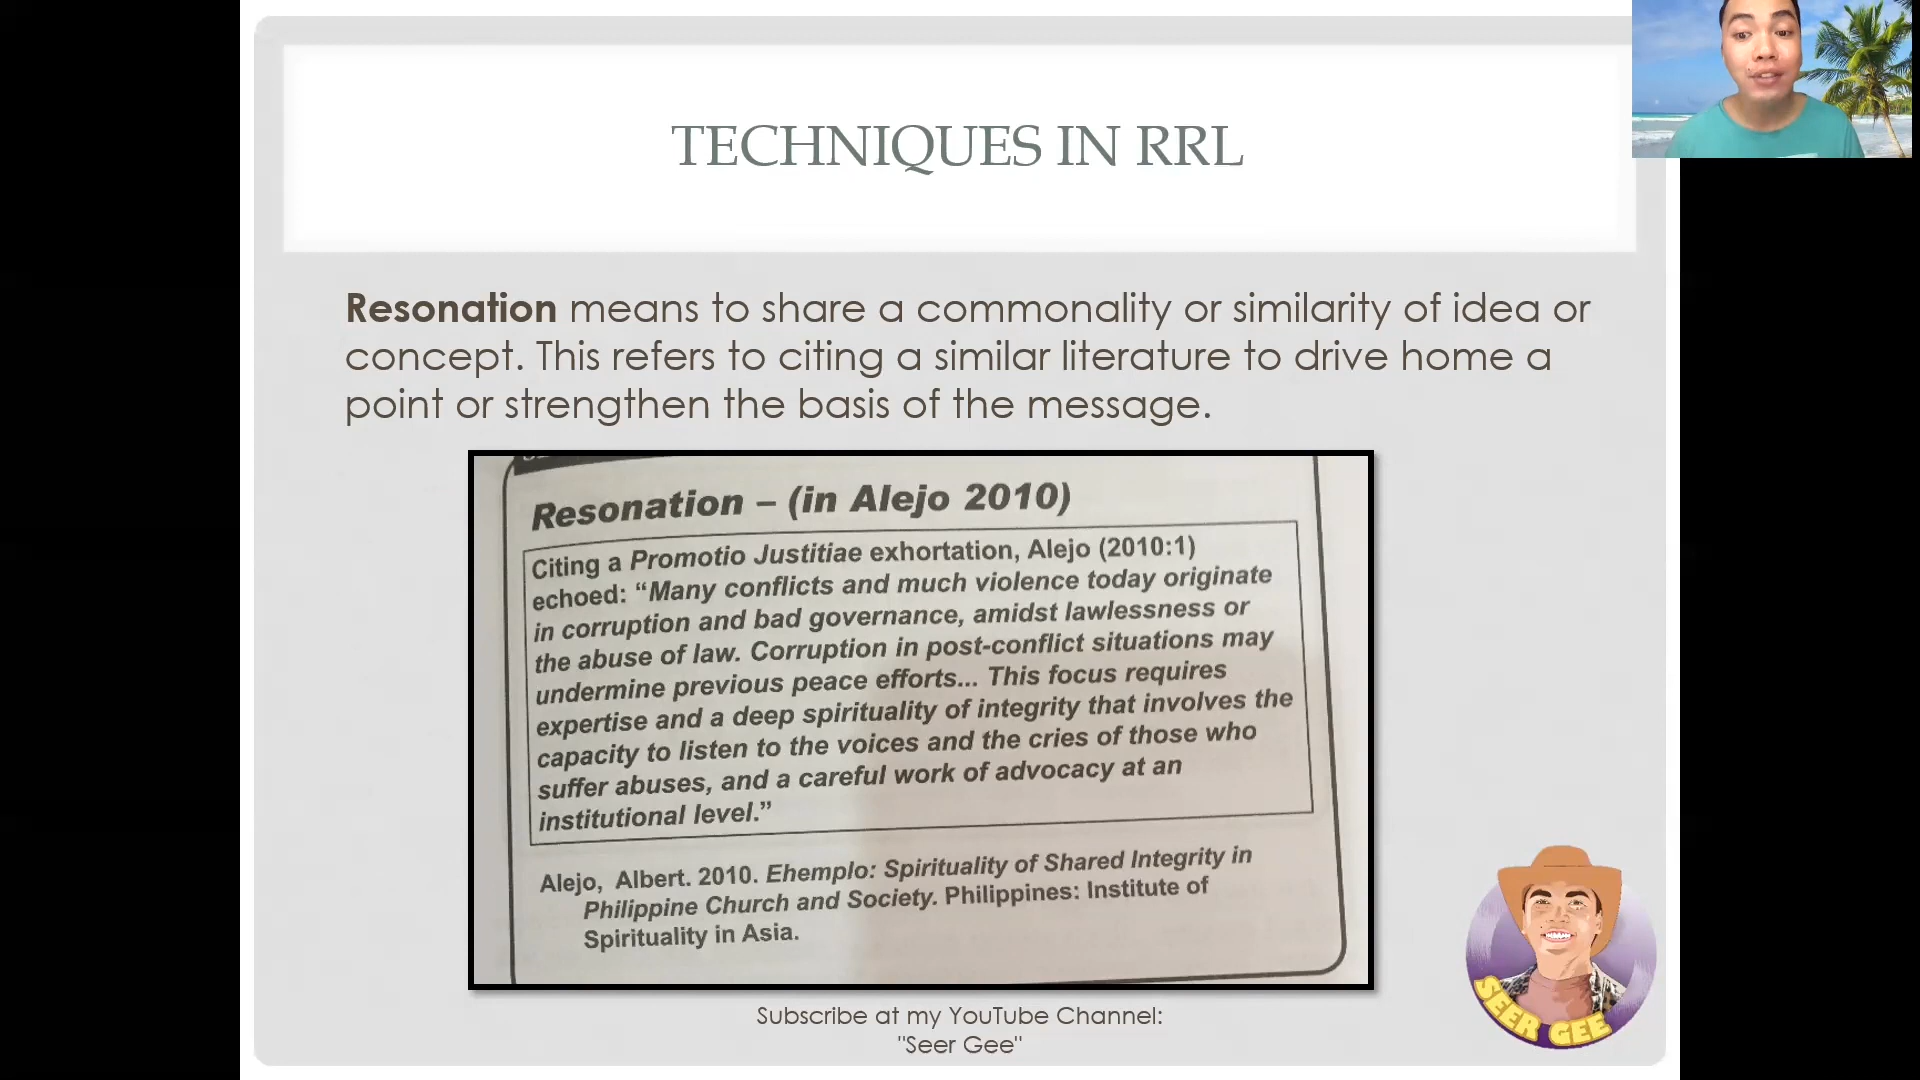 TECHNIQUES IN RRL
Resonation means to share a commonality or similarity of idea or
concept. This refers to citing a similar literature to drive home a
point or strengthen the basis of the message.
Resonation – (in Alejo 2010)
Citing a Promotio Justitiae exhortation, Alejo (2010:1)
echoed: “Many conflicts and much violence today originate
in corruption and bad governance, amidst lawlessness or
the abuse of law. Corruption in post-conflict situations may
undermine previous peace efforts... This focus requires
expertise and a deep spirituality of integrity that involves the
capacity to listen to the voices and the cries of those who
suffer abuses, and a careful work of advocacy at an
institutional level.”
Alejo, Albert. 2010. Ehemplo: Spirituality of Shared Integrity in
Philippine Church and Society. Philippines: Institute of
Spirituality in Asia.
Subscribe at my YouTube Channel:
"Seer Gee"
SEER GEE